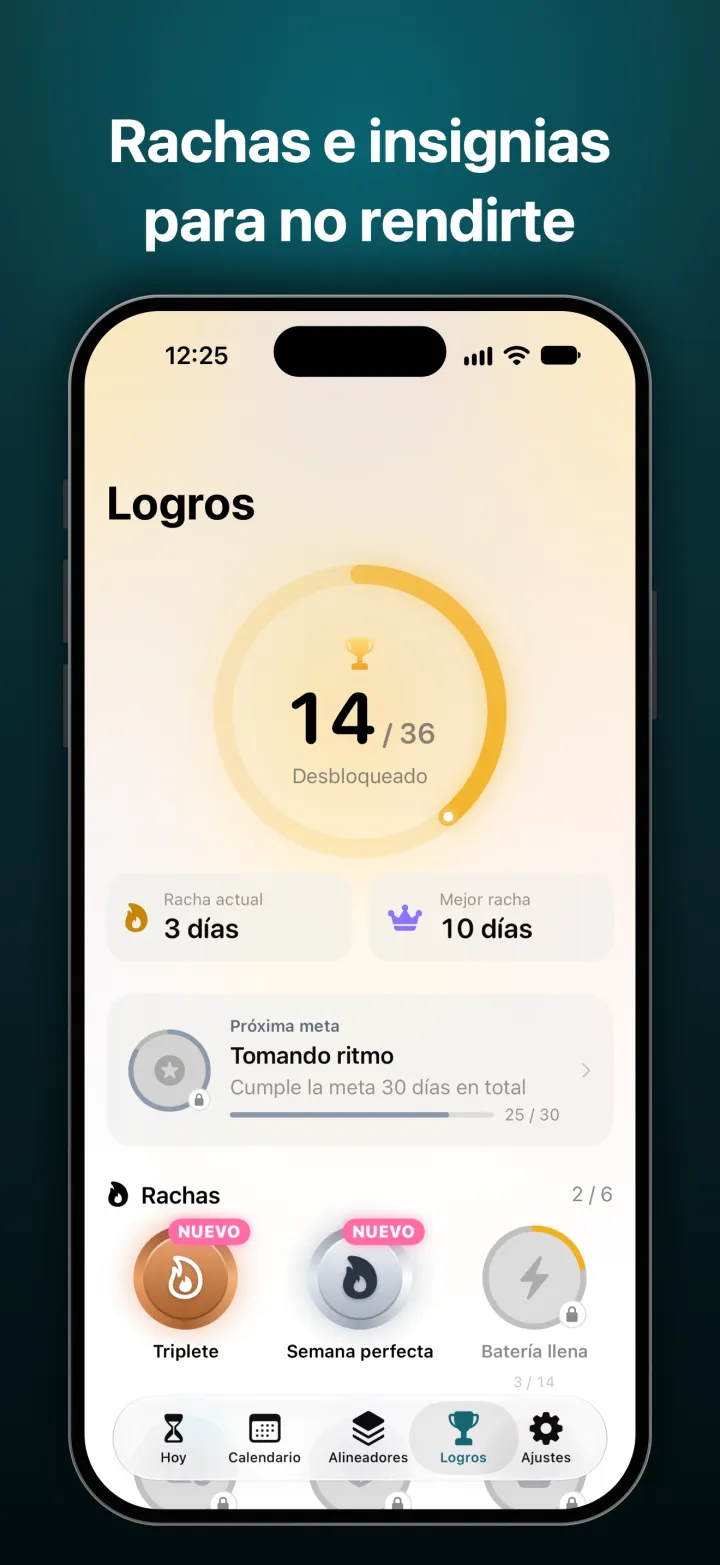 Rachas e insignias
para no rendirte
12:25
Logros
14 / 36
Desbloqueado
Racha actual
3 días
Mejor racha
10 días
Próxima meta
Tomando ritmo
Cumple la meta 30 días en total
25 / 30
Rachas
2 / 6
NUEVO
NUEVO
Triplete
Semana perfecta
Batería llena
3 / 14
Hoy
Calendario
Alineadores
Logros
Ajustes